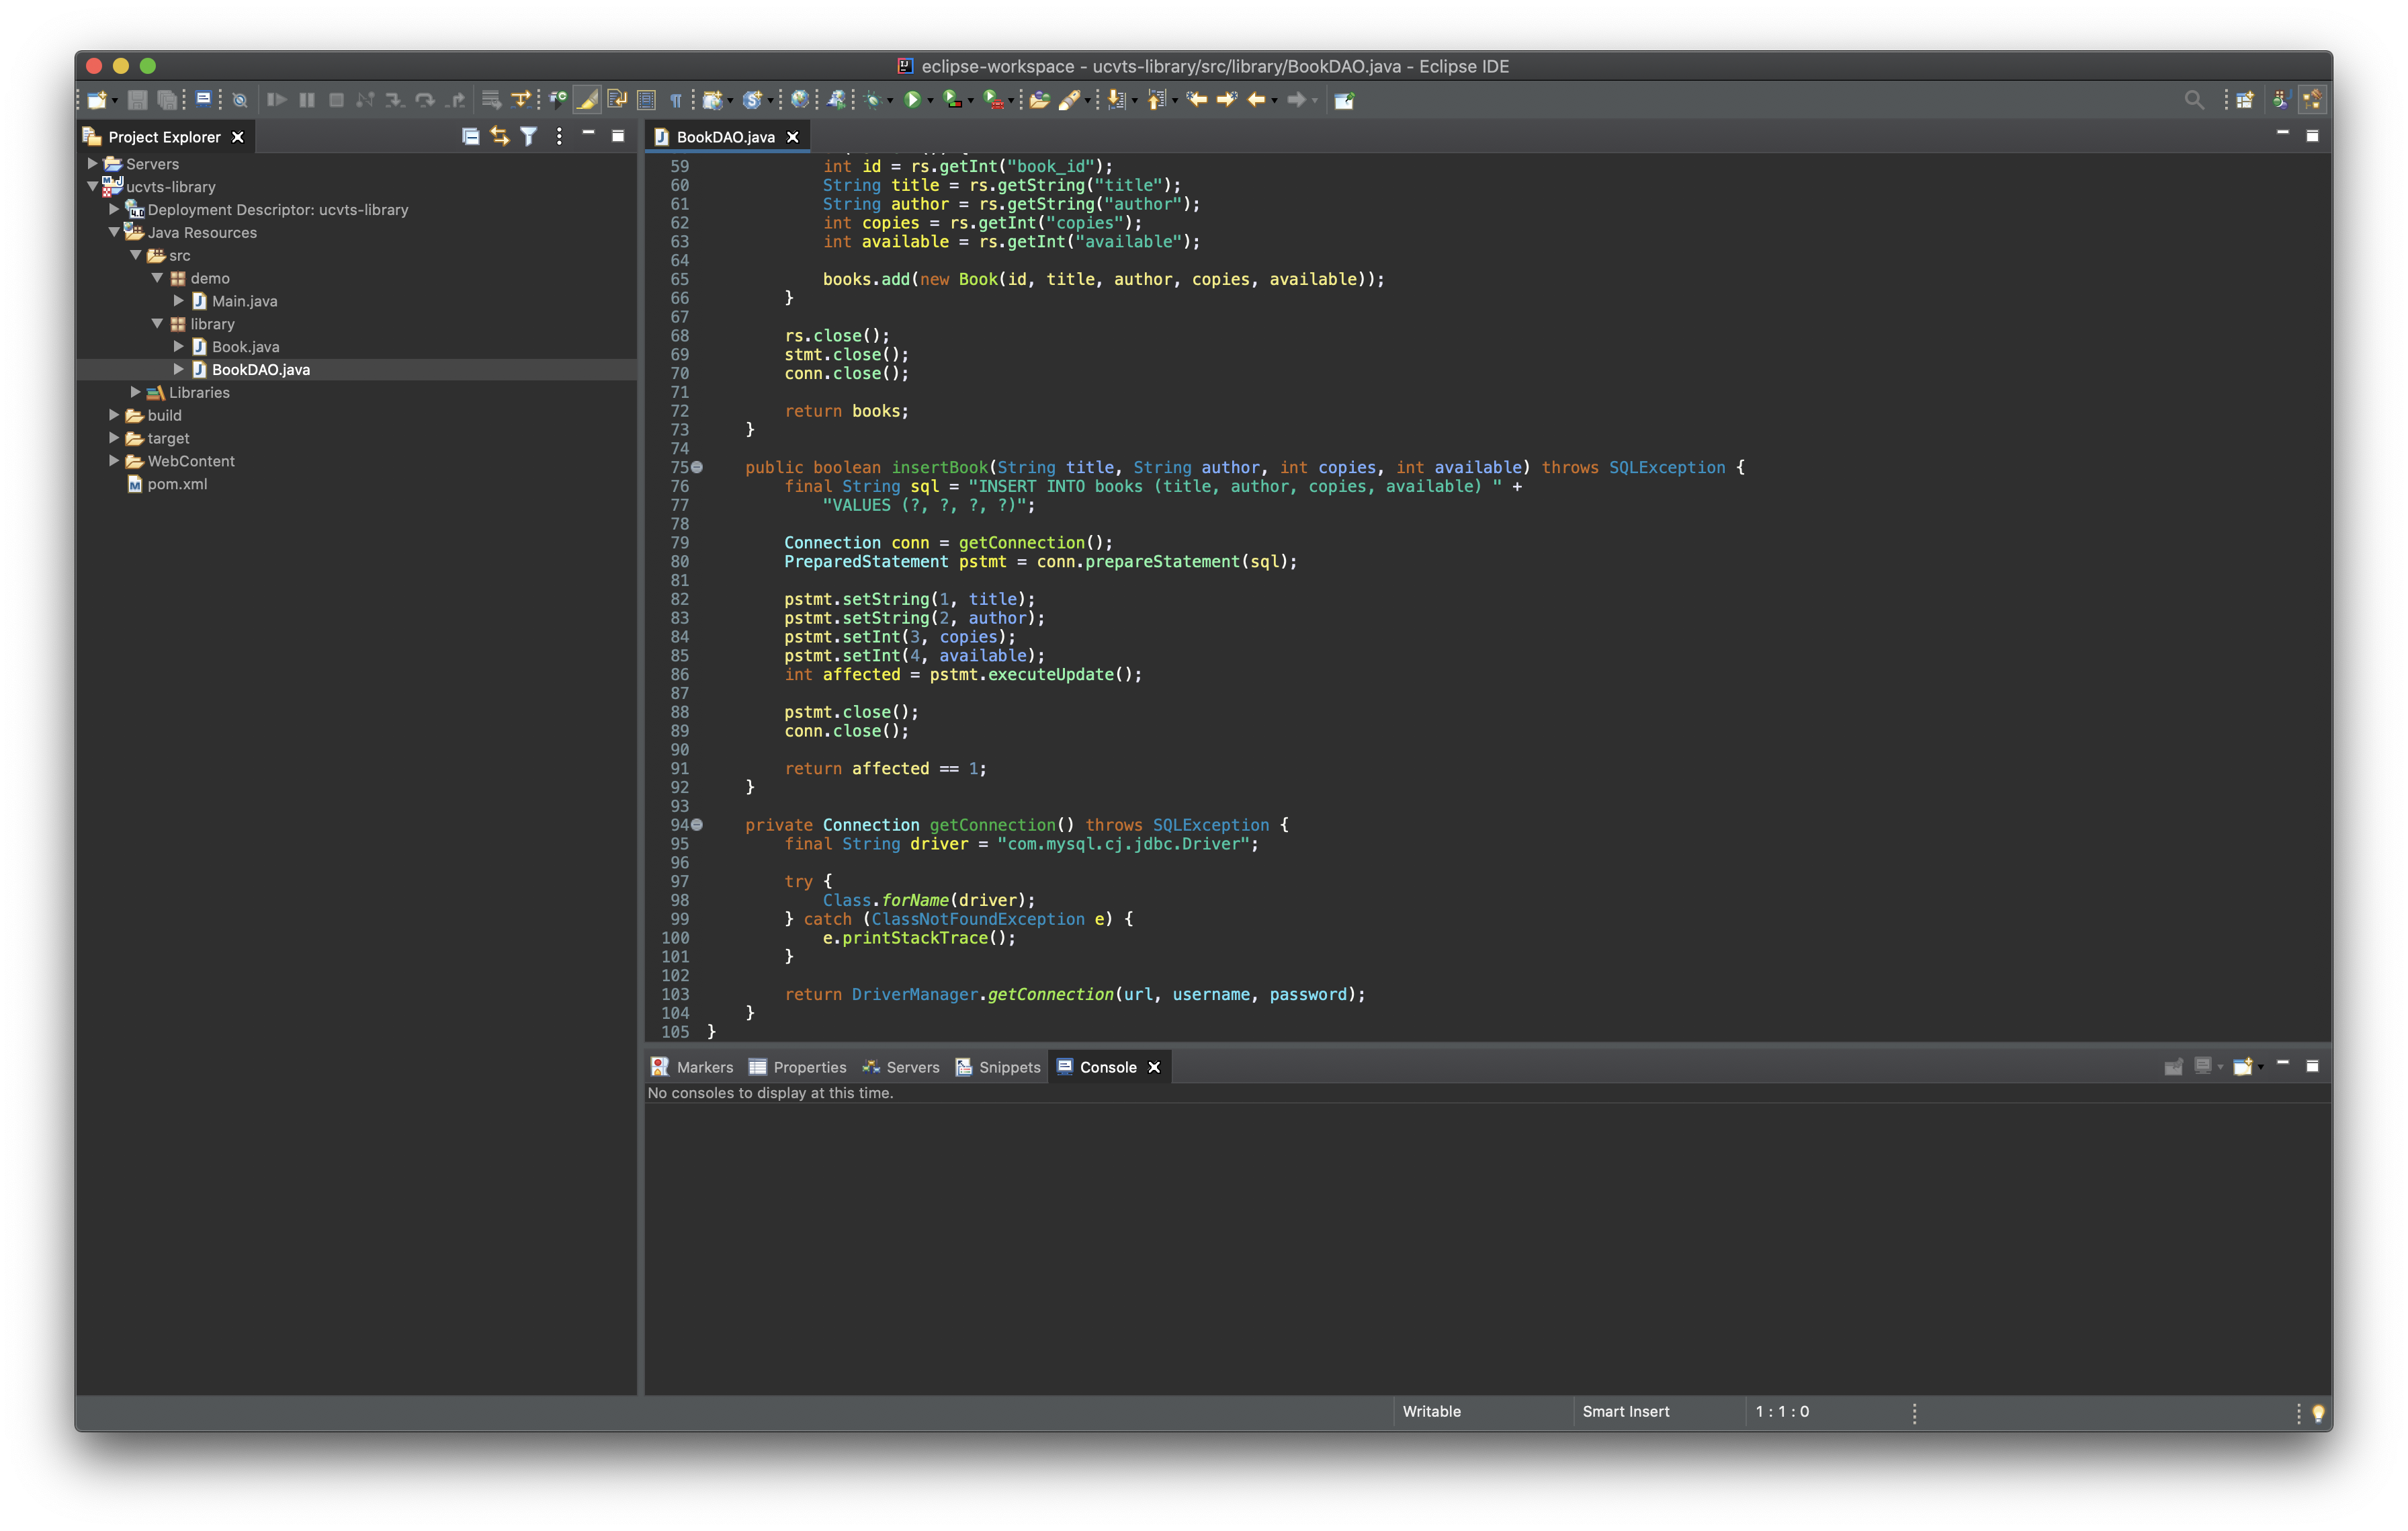 eclipse-workspace - ucvts-library/src/library/BookDAO.java - Eclipse IDE
Project Explorer
Servers
ucvts-library
Deployment Descriptor: ucvts-library
Java Resources
src
demo
Main.java
library
Book.java
BookDAO.java
Libraries
build
target
WebContent
pom.xml
BookDAO.java
59 int id = rs.getInt("book_id");
60 String title = rs.getString("title");
61 String author = rs.getString("author");
62 int copies = rs.getInt("copies");
63 int available = rs.getInt("available");
64
65 books.add(new Book(id, title, author, copies, available));
66 }
67
68 rs.close();
69 stmt.close();
70 conn.close();
71
72 return books;
73 }
74
75 public boolean insertBook(String title, String author, int copies, int available) throws SQLException {
76 final String sql = "INSERT INTO books (title, author, copies, available) " +
77 "VALUES (?, ?, ?, ?)";
78
79 Connection conn = getConnection();
80 PreparedStatement pstmt = conn.prepareStatement(sql);
81
82 pstmt.setString(1, title);
83 pstmt.setString(2, author);
84 pstmt.setInt(3, copies);
85 pstmt.setInt(4, available);
86 int affected = pstmt.executeUpdate();
87
88 pstmt.close();
89 conn.close();
90
91 return affected == 1;
92 }
93
94 private Connection getConnection() throws SQLException {
95 final String driver = "com.mysql.cj.jdbc.Driver";
96
97 try {
98 Class.forName(driver);
99 } catch (ClassNotFoundException e) {
100 e.printStackTrace();
101 }
102
103 return DriverManager.getConnection(url, username, password);
104 }
105 }
Markers Properties Servers Snippets Console
No consoles to display at this time.
Writable Smart Insert 1 : 1 : 0